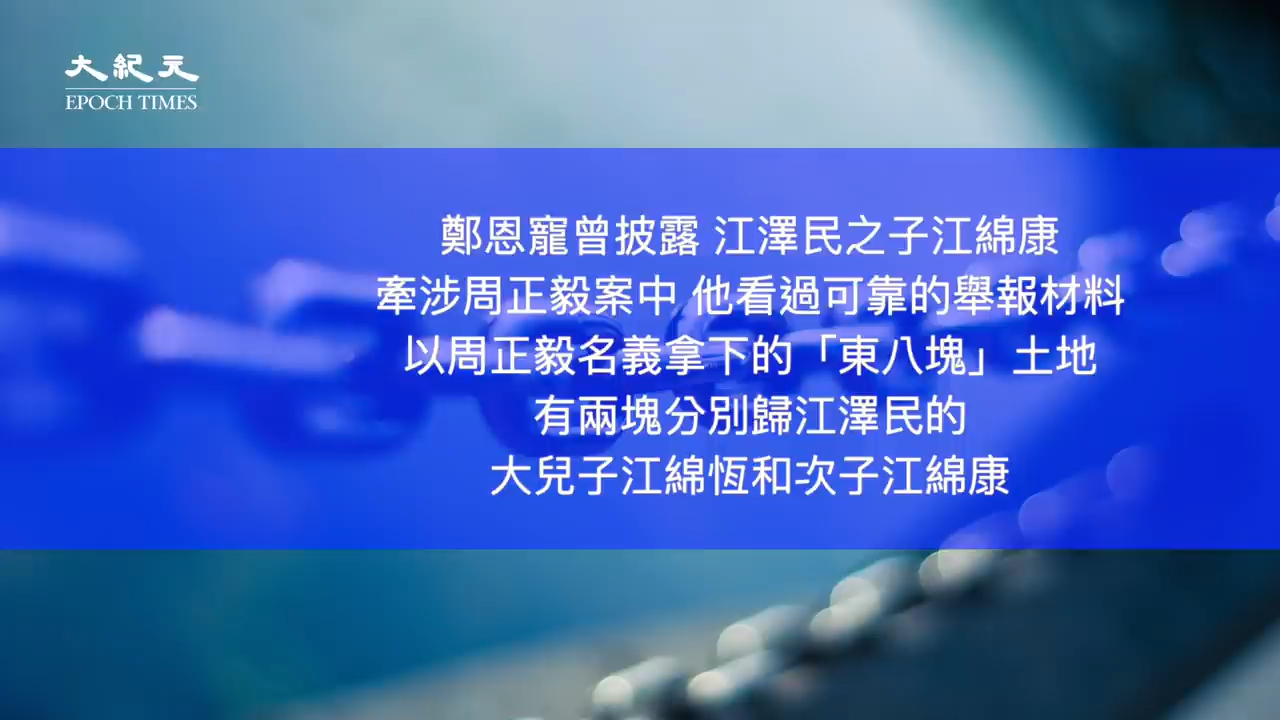 大紀元
EPOCH TIMES
鄭恩寵曾披露 江澤民之子江綿康
牽涉周正毅案中 他看過可靠的舉報材料
以周正毅名義拿下的「東八塊」土地
有兩塊分別歸江澤民的
大兒子江綿恆和次子江綿康